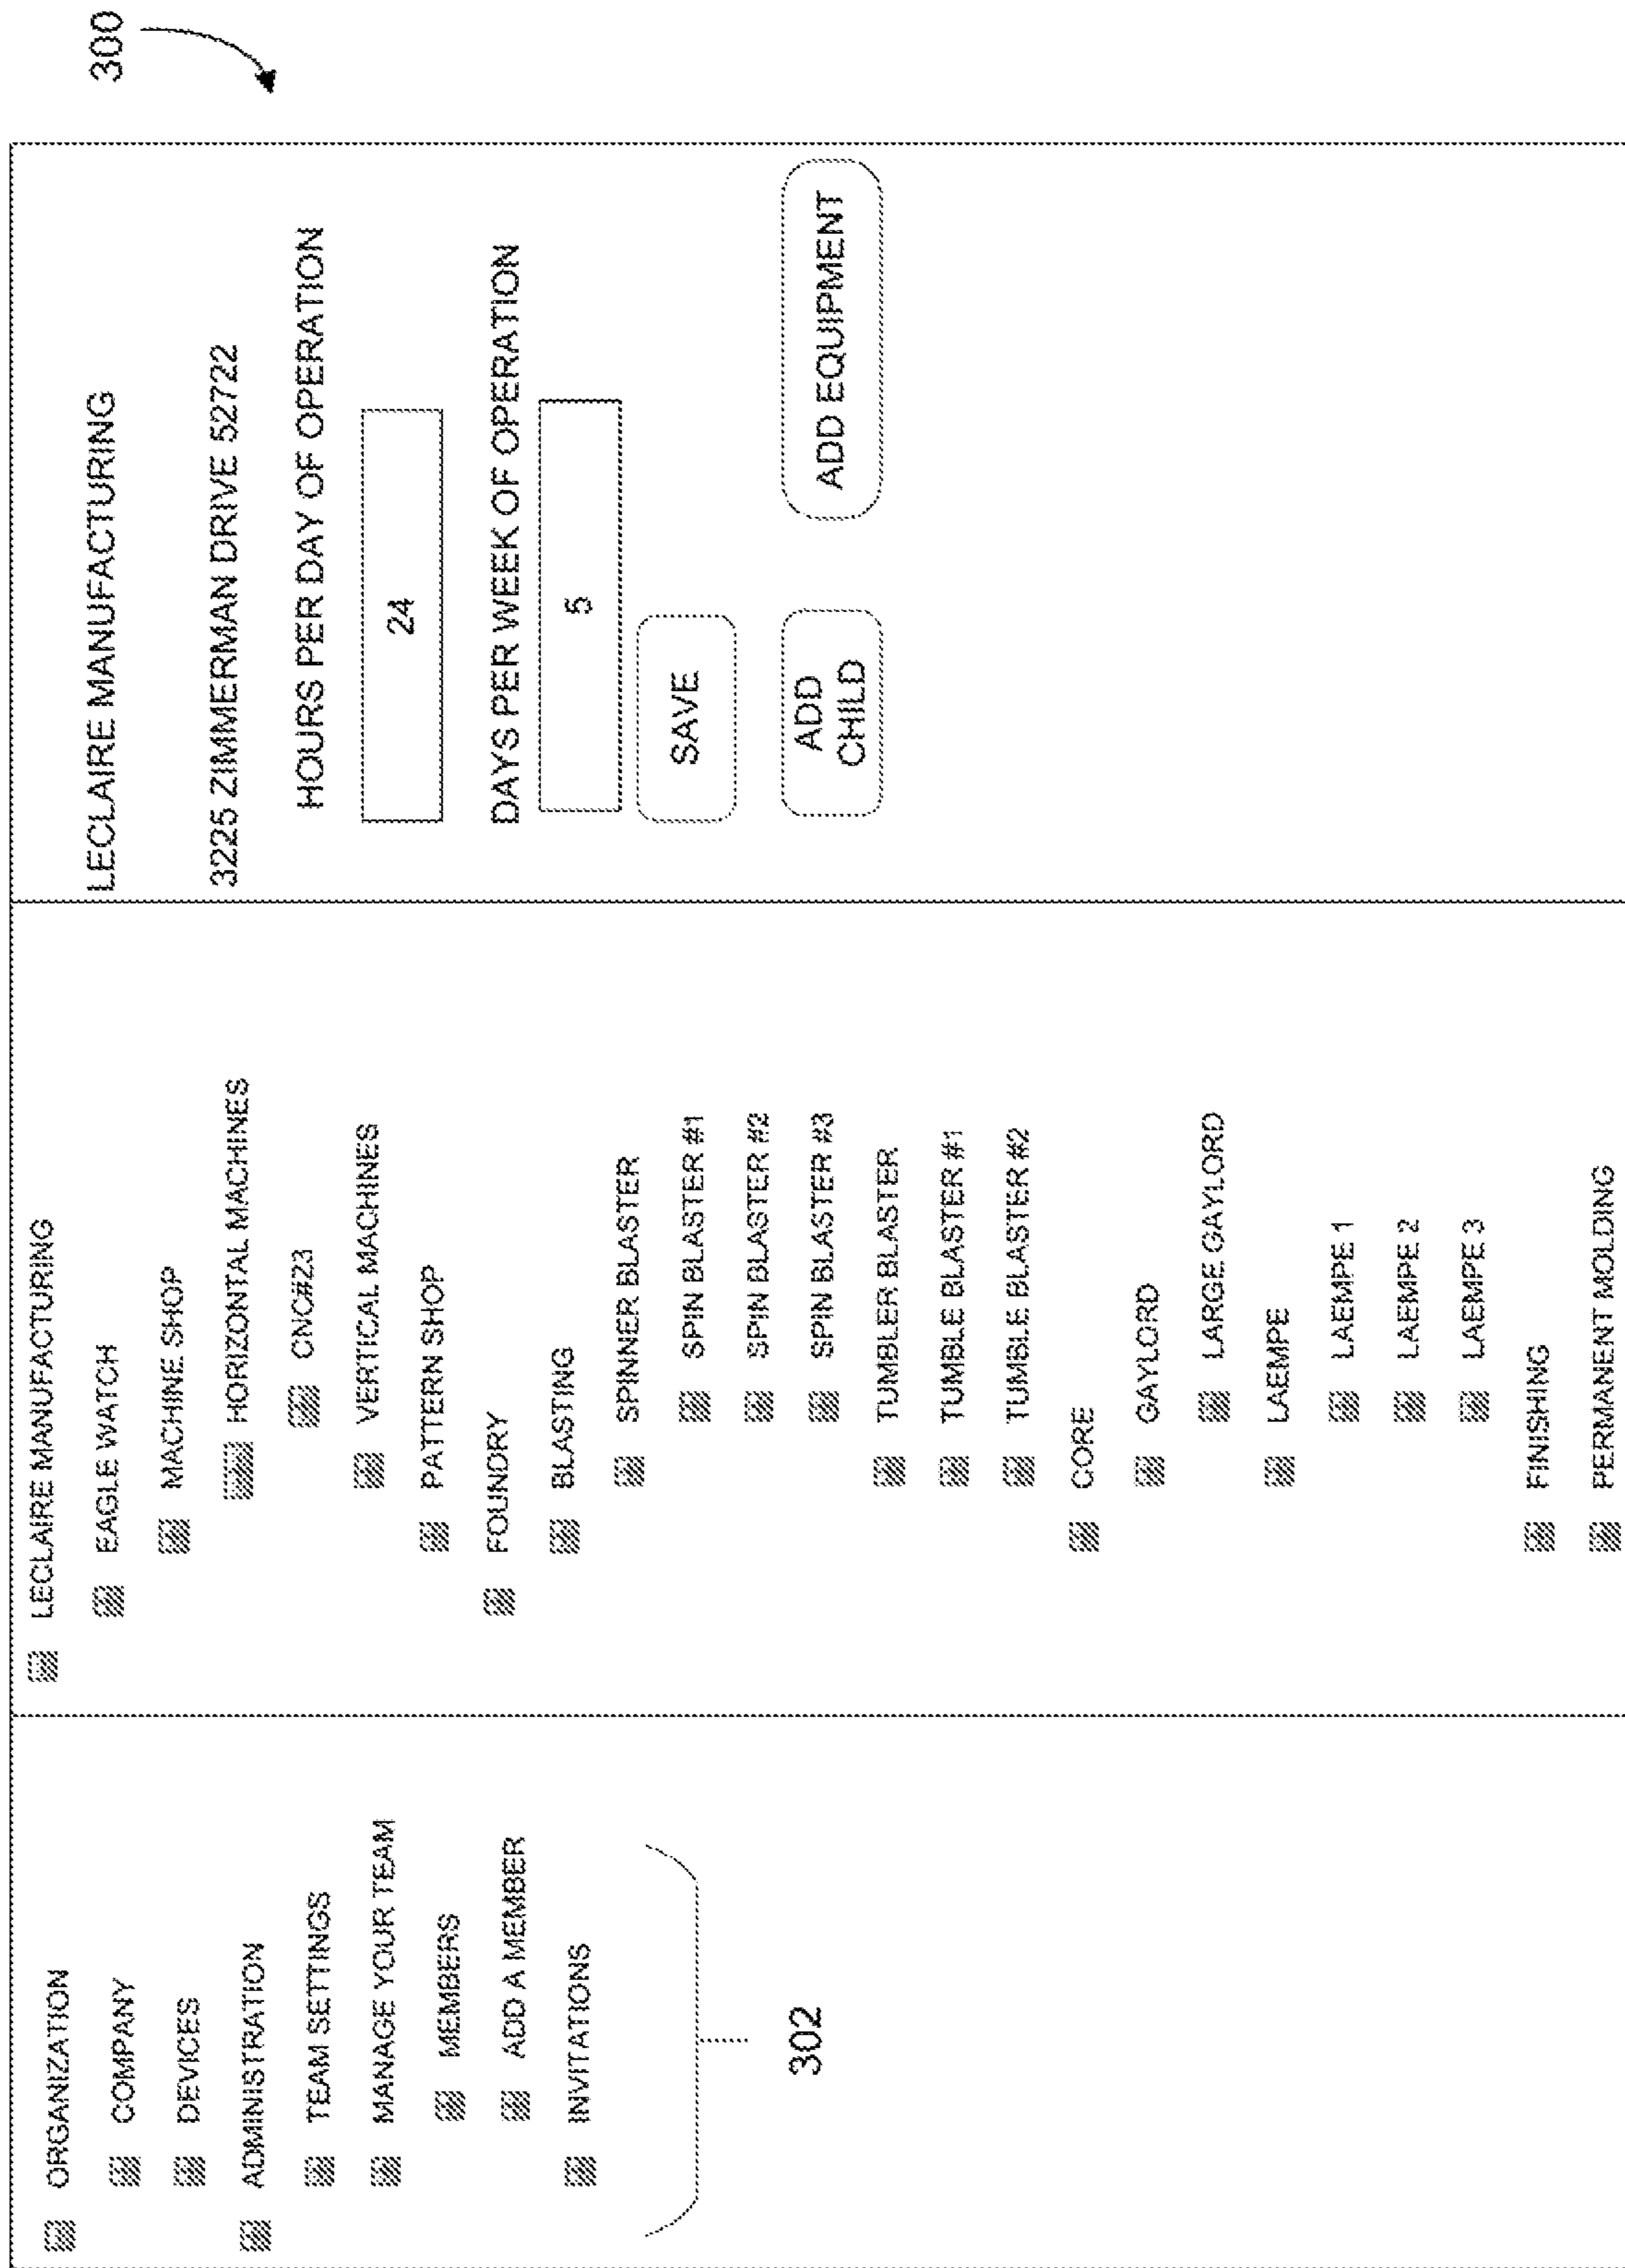 300
ORGANIZATION
COMPANY
DEVICES
ADMINISTRATION
TEAM SETTINGS
MANAGE YOUR TEAM
MEMBERS
ADD A MEMBER
INVITATIONS
302
LECLAIRE MANUFACTURING
EAGLE WATCH
MACHINE SHOP
HORIZONTAL MACHINES
CNC#23
VERTICAL MACHINES
PATTERN SHOP
FOUNDRY
BLASTING
SPINNER BLASTER
SPIN BLASTER #1
SPIN BLASTER #2
SPIN BLASTER #3
TUMBLER BLASTER
TUMBLE BLASTER #1
TUMBLE BLASTER #2
CORE
GAYLORD
LARGE GAYLORD
LAEMPE
LAEMPE 1
LAEMPE 2
LAEMPE 3
FINISHING
PERMANENT MOLDING
LECLAIRE MANUFACTURING
3225 ZIMMERMAN DRIVE 52722
HOURS PER DAY OF OPERATION
24
DAYS PER WEEK OF OPERATION
5
SAVE
ADD
CHILD
ADD EQUIPMENT